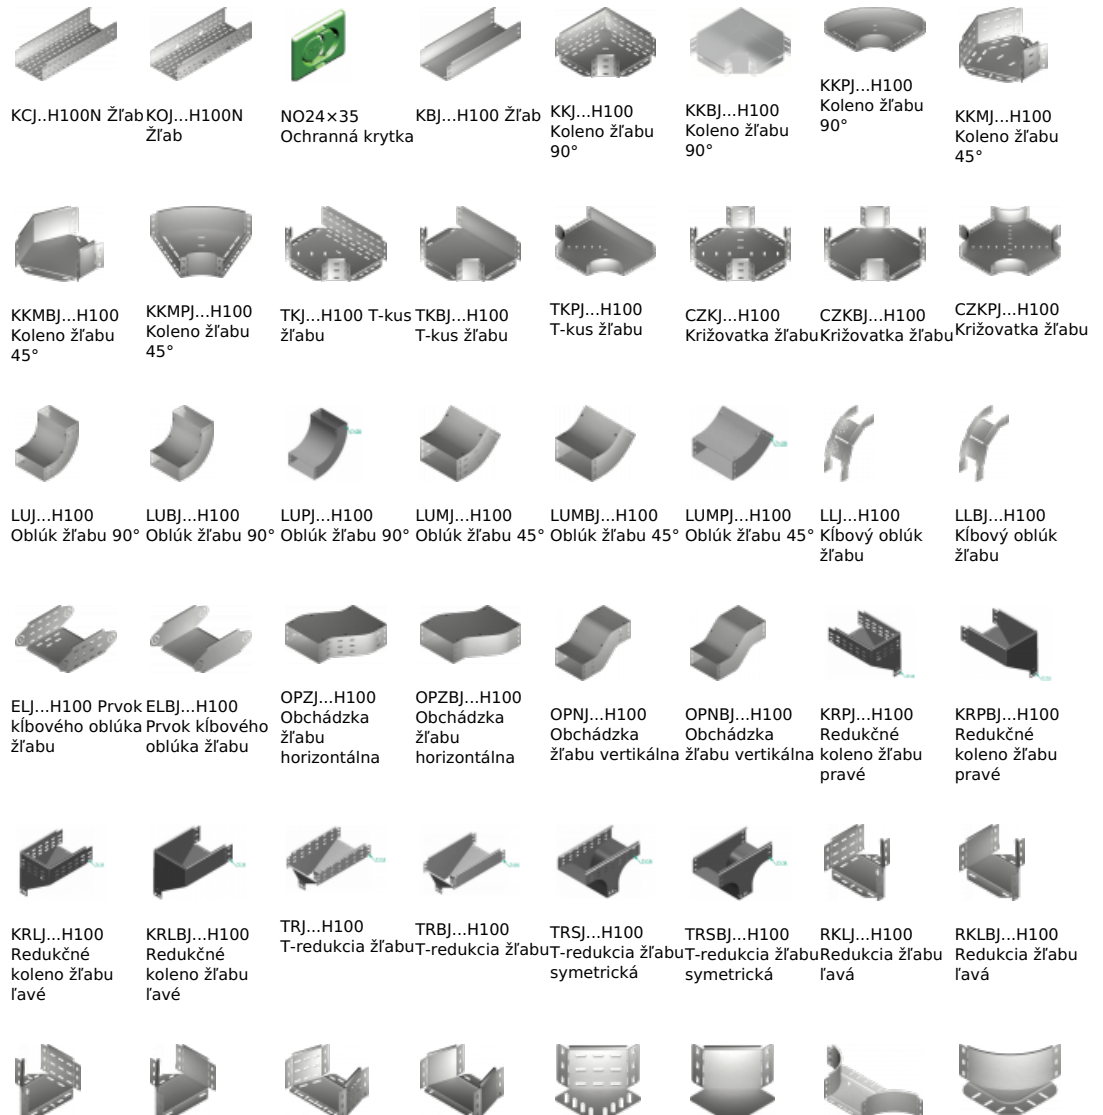 KCJ..H100N Žľab
KOJ...H100N
Žľab
NO24×35
Ochranná krytka
KBJ...H100 Žľab
KKJ...H100
Koleno žľabu
90°
KKBJ...H100
Koleno žľabu
90°
KKPJ...H100
Koleno žľabu
90°
KKMJ...H100
Koleno žľabu
45°
KKMBJ...H100
Koleno žľabu
45°
KKMPJ...H100
Koleno žľabu
45°
TKJ...H100 T-kus
žľabu
TKBJ...H100
T-kus žľabu
TKPJ...H100
T-kus žľabu
CZKJ...H100
Križovatka žľabu
CZKBJ...H100
Križovatka žľabu
CZKPJ...H100
Križovatka žľabu
LUJ...H100
Oblúk žľabu 90°
LUBJ...H100
Oblúk žľabu 90°
LUPJ...H100
Oblúk žľabu 90°
LUMJ...H100
Oblúk žľabu 45°
LUMBJ...H100
Oblúk žľabu 45°
LUMPJ...H100
Oblúk žľabu 45°
LLJ...H100
Kĺbový oblúk
žľabu
LLBJ...H100
Kĺbový oblúk
žľabu
ELJ...H100 Prvok
kĺbového oblúka
žľabu
ELBJ...H100
Prvok kĺbového
oblúka žľabu
OPZJ...H100
Obchádzka
žľabu
horizontálna
OPZBJ...H100
Obchádzka
žľabu
horizontálna
OPNJ...H100
Obchádzka
žľabu vertikálna
OPNBJ...H100
Obchádzka
žľabu vertikálna
KRPJ...H100
Redukčné
koleno žľabu
pravé
KRPBJ...H100
Redukčné
koleno žľabu
pravé
KRLJ...H100
Redukčné
koleno žľabu
ľavé
KRLBJ...H100
Redukčné
koleno žľabu
ľavé
TRJ...H100
T-redukcia žľabu
TRBJ...H100
T-redukcia žľabu
TRSJ...H100
T-redukcia žľabu
symetrická
TRSBJ...H100
T-redukcia žľabu
symetrická
RKLJ...H100
Redukcia žľabu
ľavá
RKLBJ...H100
Redukcia žľabu
ľavá